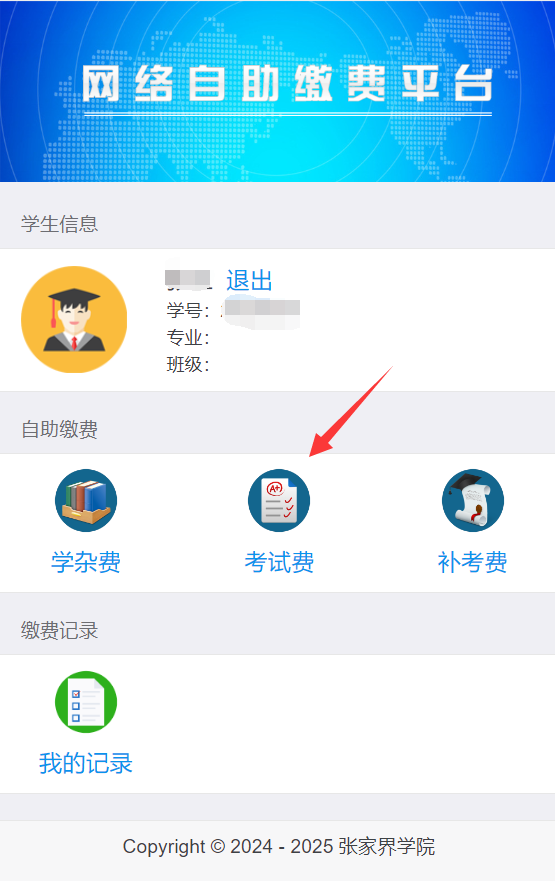 网络自助缴费平台
学生信息
退出
学号：
专业：
班级：
自助缴费
学杂费 考试费 补考费
缴费记录
我的记录
Copyright © 2024 - 2025 张家界学院